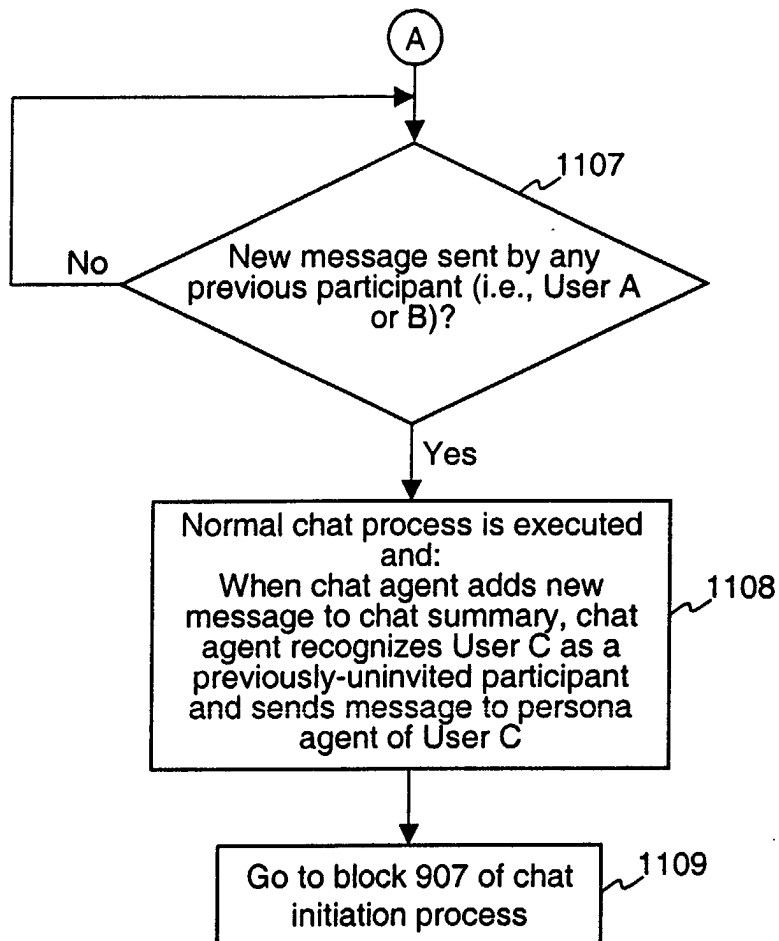 A
1107
New message sent by any
previous participant (i.e., User A
or B)?
No
Yes
Normal chat process is executed
and:
When chat agent adds new
message to chat summary, chat
agent recognizes User C as a
previously-uninvited participant
and sends message to persona
agent of User C
1108
Go to block 907 of chat
initiation process
1109